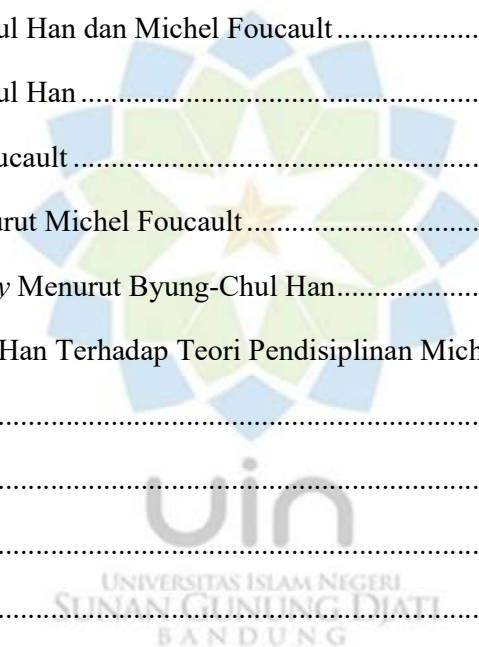 ul Han dan Michel Foucault ....................
ul Han ............................................................
ucault ............................................................
urut Michel Foucault ...................................
y Menurut Byung-Chul Han.......................
Han Terhadap Teori Pendisiplinan Mich
........................................................................
........................................................................
uin
........................................................................
UNIVERSITAS ISLAM NEGERI
SUNAN GUNUNG DJATI
........................................................................
BANDUNG